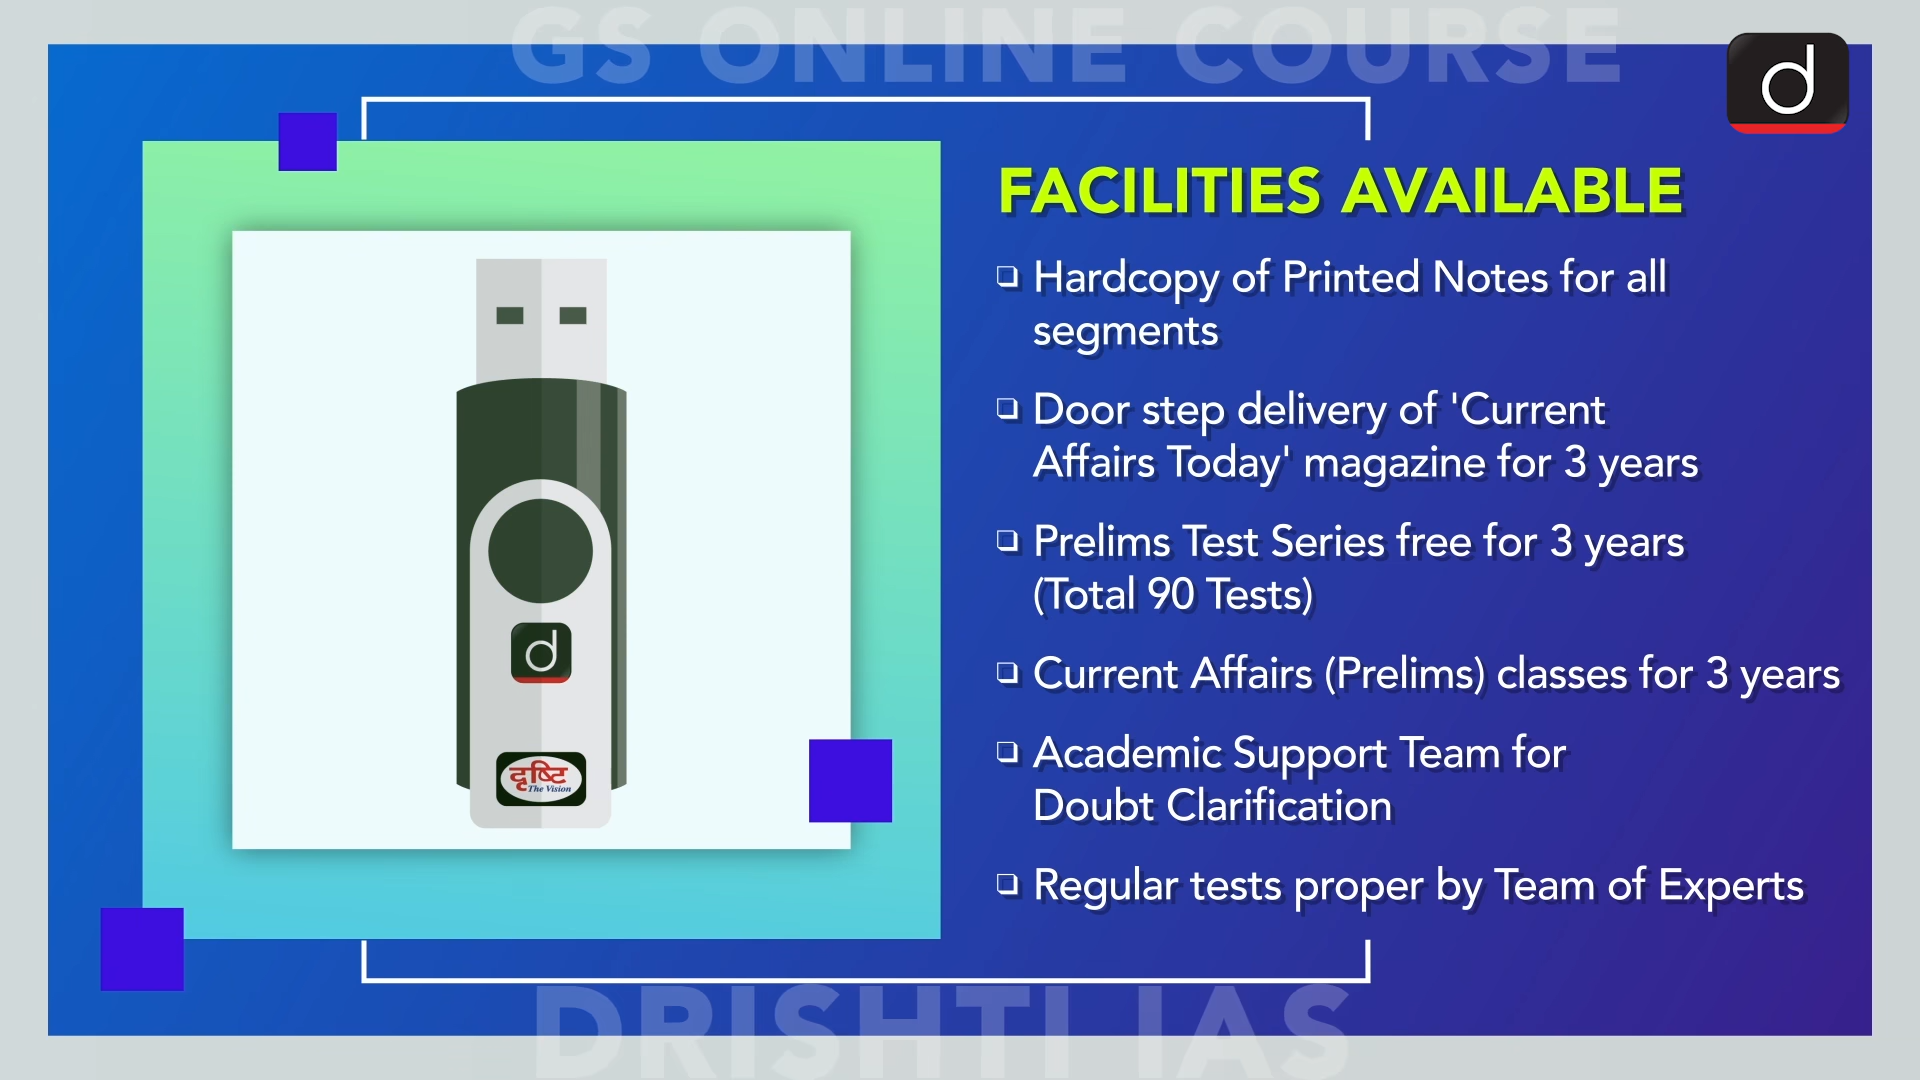 GS ONLINE COURSE
d
FACILITIES AVAILABLE
❏ Hardcopy of Printed Notes for all
segments
❏ Door step delivery of 'Current
Affairs Today' magazine for 3 years
❏ Prelims Test Series free for 3 years
(Total 90 Tests)
❏ Current Affairs (Prelims) classes for 3 years
❏ Academic Support Team for
Doubt Clarification
❏ Regular tests proper by Team of Experts
d
दृष्टि
The Vision
DRISHTI IAS